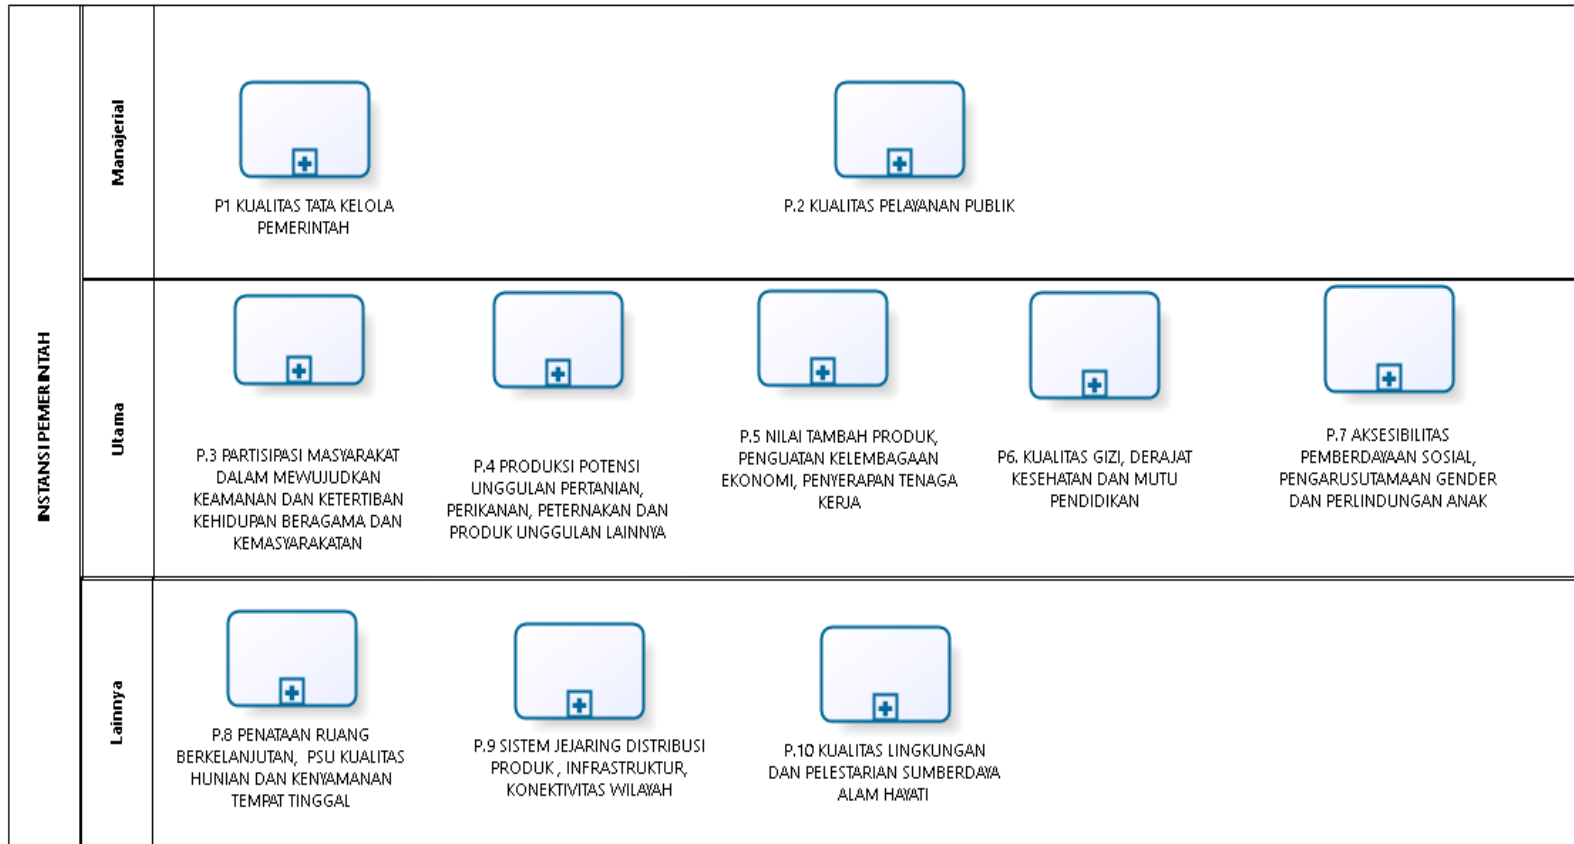 INSTANSI PEMERINTAH
Manajerial
P1 KUALITAS TATA KELOLA
PEMERINTAH
P.2 KUALITAS PELAYANAN PUBLIK
Utama
P.3 PARTISIPASI MASYARAKAT
DALAM MEWUJUDKAN
KEAMANAN DAN KETERTIBAN
KEHIDUPAN BERAGAMA DAN
KEMASYARAKATAN
P.4 PRODUKSI POTENSI
UNGGULAN PERTANIAN,
PERIKANAN, PETERNAKAN DAN
PRODUK UNGGULAN LAINNYA
P.5 NILAI TAMBAH PRODUK,
PENGUATAN KELEMBAGAAN
EKONOMI, PENYERAPAN TENAGA
KERJA
P6. KUALITAS GIZI, DERAJAT
KESEHATAN DAN MUTU
PENDIDIKAN
P.7 AKSESIBILITAS
PEMBERDAYAAN SOSIAL,
PENGARUSUTAMAAN GENDER
DAN PERLINDUNGAN ANAK
Lainnya
P.8 PENATAAN RUANG
BERKELANJUTAN, PSU KUALITAS
HUNIAN DAN KENYAMANAN
TEMPAT TINGGAL
P.9 SISTEM JEJARING DISTRIBUSI
PRODUK , INFRASTRUKTUR,
KONEKTIVITAS WILAYAH
P.10 KUALITAS LINGKUNGAN
DAN PELESTARIAN SUMBERDAYA
ALAM HAYATI